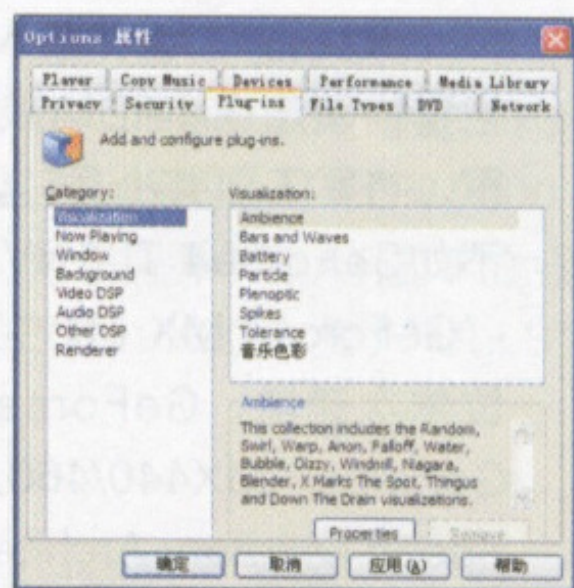 Options 属性
Player Copy Music Devices Performance Media Library
Privacy Security Plug-ins File Types DVD Network
Add and configure plug-ins.
Category:
Visualization
Now Playing
Window
Background
Video DSP
Audio DSP
Other DSP
Renderer
Visualization:
Ambience
Bars and Waves
Battery
Particle
Plenoptic
Spikes
Tolerance
音乐色彩
Ambience
This collection includes the Random,
Swirl, Warp, Anon, Falloff, Water,
Bubble, Dizzy, Windmill, Niagara,
Blender, X Marks The Spot, Thingus
and Down The Drain visualizations.
Properties Remove
确定 取消 应用(A) 帮助